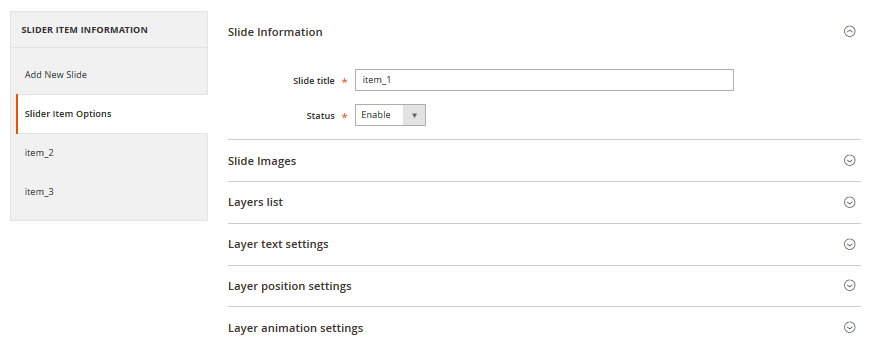 SLIDER ITEM INFORMATION
Add New Slide
Slider Item Options
item_2
item_3
Slide Information
Slide title * item_1
Status * Enable
Slide Images
Layers list
Layer text settings
Layer position settings
Layer animation settings